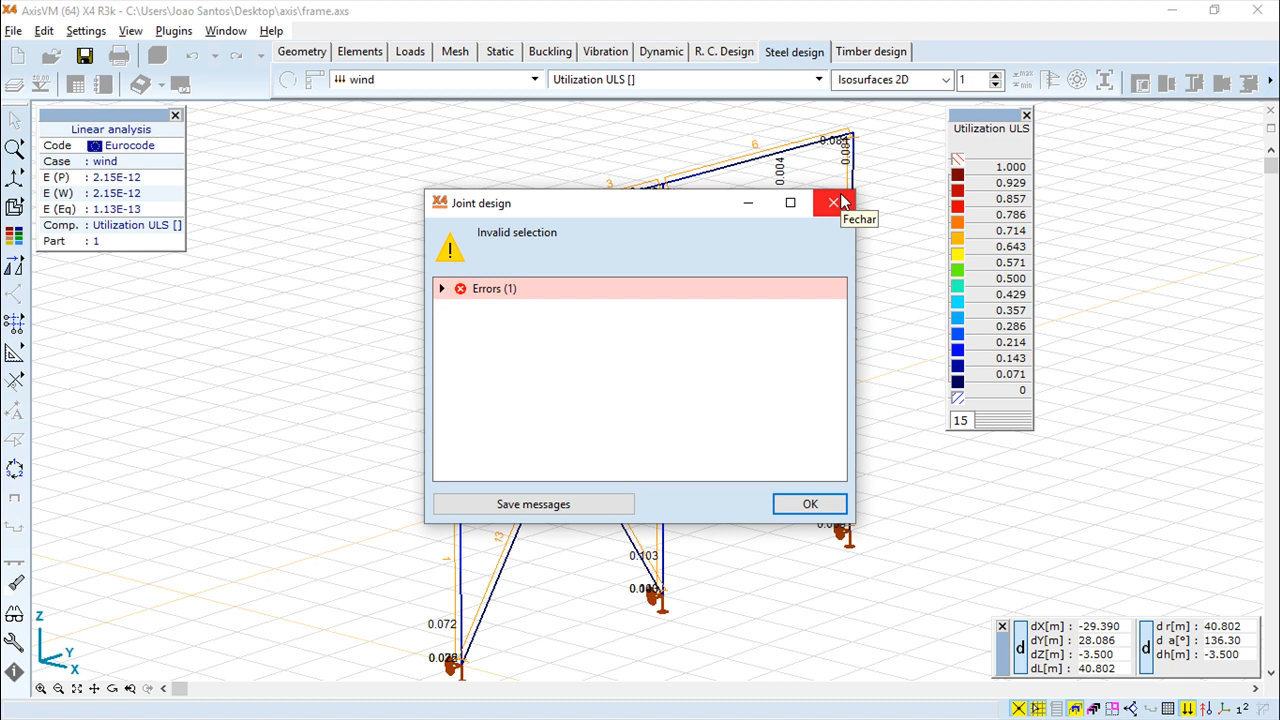 AxisVM (64) X4 R3k - C:\Users\Joao Santos\Desktop\axis\frame.axs
File Edit Settings View Plugins Window Help
Geometry Elements Loads Mesh Static Buckling Vibration Dynamic R. C. Design Steel design Timber design
wind Utilization ULS [] Isosurfaces 2D 1
Linear analysis
Code : Eurocode
Case : wind
E (P) : 2.15E-12
E (W) : 2.15E-12
E (Eq) : 1.13E-13
Comp. : Utilization ULS []
Part : 1
6
0.004
3
X4 Joint design
Fechar
Invalid selection
Errors (1)
Save messages OK
Utilization ULS
1.000
0.929
0.857
0.786
0.714
0.643
0.571
0.500
0.429
0.357
0.286
0.214
0.143
0.071
0
15
13
1
0.103
0.072
Z
Y
X
dX[m] : -29.390
dY[m] : 28.086
dZ[m] : -3.500
dL[m] : 40.802
d
d r[m] : 40.802
d a[°] : 136.30
dh[m] : -3.500
d